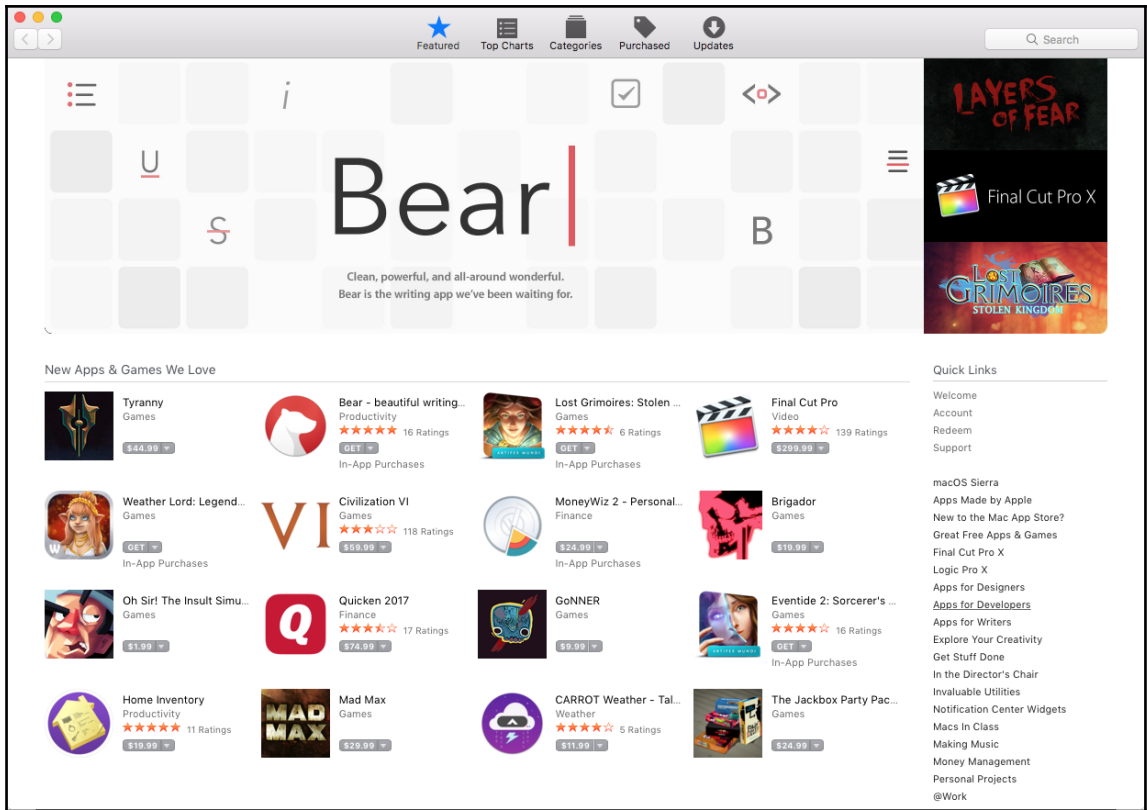 Featured
Top Charts
Categories
Purchased
Updates
Search
i
U
S
B
Bear
Clean, powerful, and all-around wonderful.
Bear is the writing app we've been waiting for.
LAYERS
OF FEAR
Final Cut Pro X
LOST
GRIMOIRES
STOLEN KINGDOM
New Apps & Games We Love
Tyranny
Games
$44.99
Bear - beautiful writing...
Productivity
16 Ratings
GET
In-App Purchases
Lost Grimoires: Stolen ...
Games
6 Ratings
GET
In-App Purchases
ARTIFEX MUNDI
Final Cut Pro
Video
139 Ratings
$299.99
Weather Lord: Legend...
Games
GET
In-App Purchases
W
Civilization VI
Games
118 Ratings
$59.99
VI
MoneyWiz 2 - Personal...
Finance
$24.99
In-App Purchases
Brigador
Games
$19.99
Oh Sir! The Insult Simu...
Games
$1.99
Quicken 2017
Finance
17 Ratings
$74.99
Q
GoNNER
Games
$9.99
Eventide 2: Sorcerer's ...
Games
16 Ratings
GET
In-App Purchases
ARTIFEX MUNDI
Home Inventory
Productivity
11 Ratings
$19.99
Mad Max
Games
$29.99
MAD
MAX
CARROT Weather - Tal...
Weather
5 Ratings
$11.99
The Jackbox Party Pac...
Games
$24.99
Quick Links
Welcome
Account
Redeem
Support
macOS Sierra
Apps Made by Apple
New to the Mac App Store?
Great Free Apps & Games
Final Cut Pro X
Logic Pro X
Apps for Designers
Apps for Developers
Apps for Writers
Explore Your Creativity
Get Stuff Done
In the Director's Chair
Invaluable Utilities
Notification Center Widgets
Macs In Class
Making Music
Money Management
Personal Projects
@Work